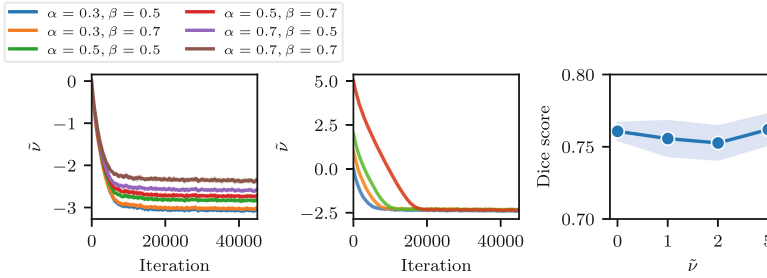 α = 0.3, β = 0.5
α = 0.3, β = 0.7
α = 0.5, β = 0.5
α = 0.5, β = 0.7
α = 0.7, β = 0.5
α = 0.7, β = 0.7
0
−1
−2
−3
ν̃
0 20000 40000
Iteration
5.0
2.5
0.0
−2.5
ν̃
0 20000 40000
Iteration
0.80
0.75
0.70
Dice score
0 1 2 5
ν̃